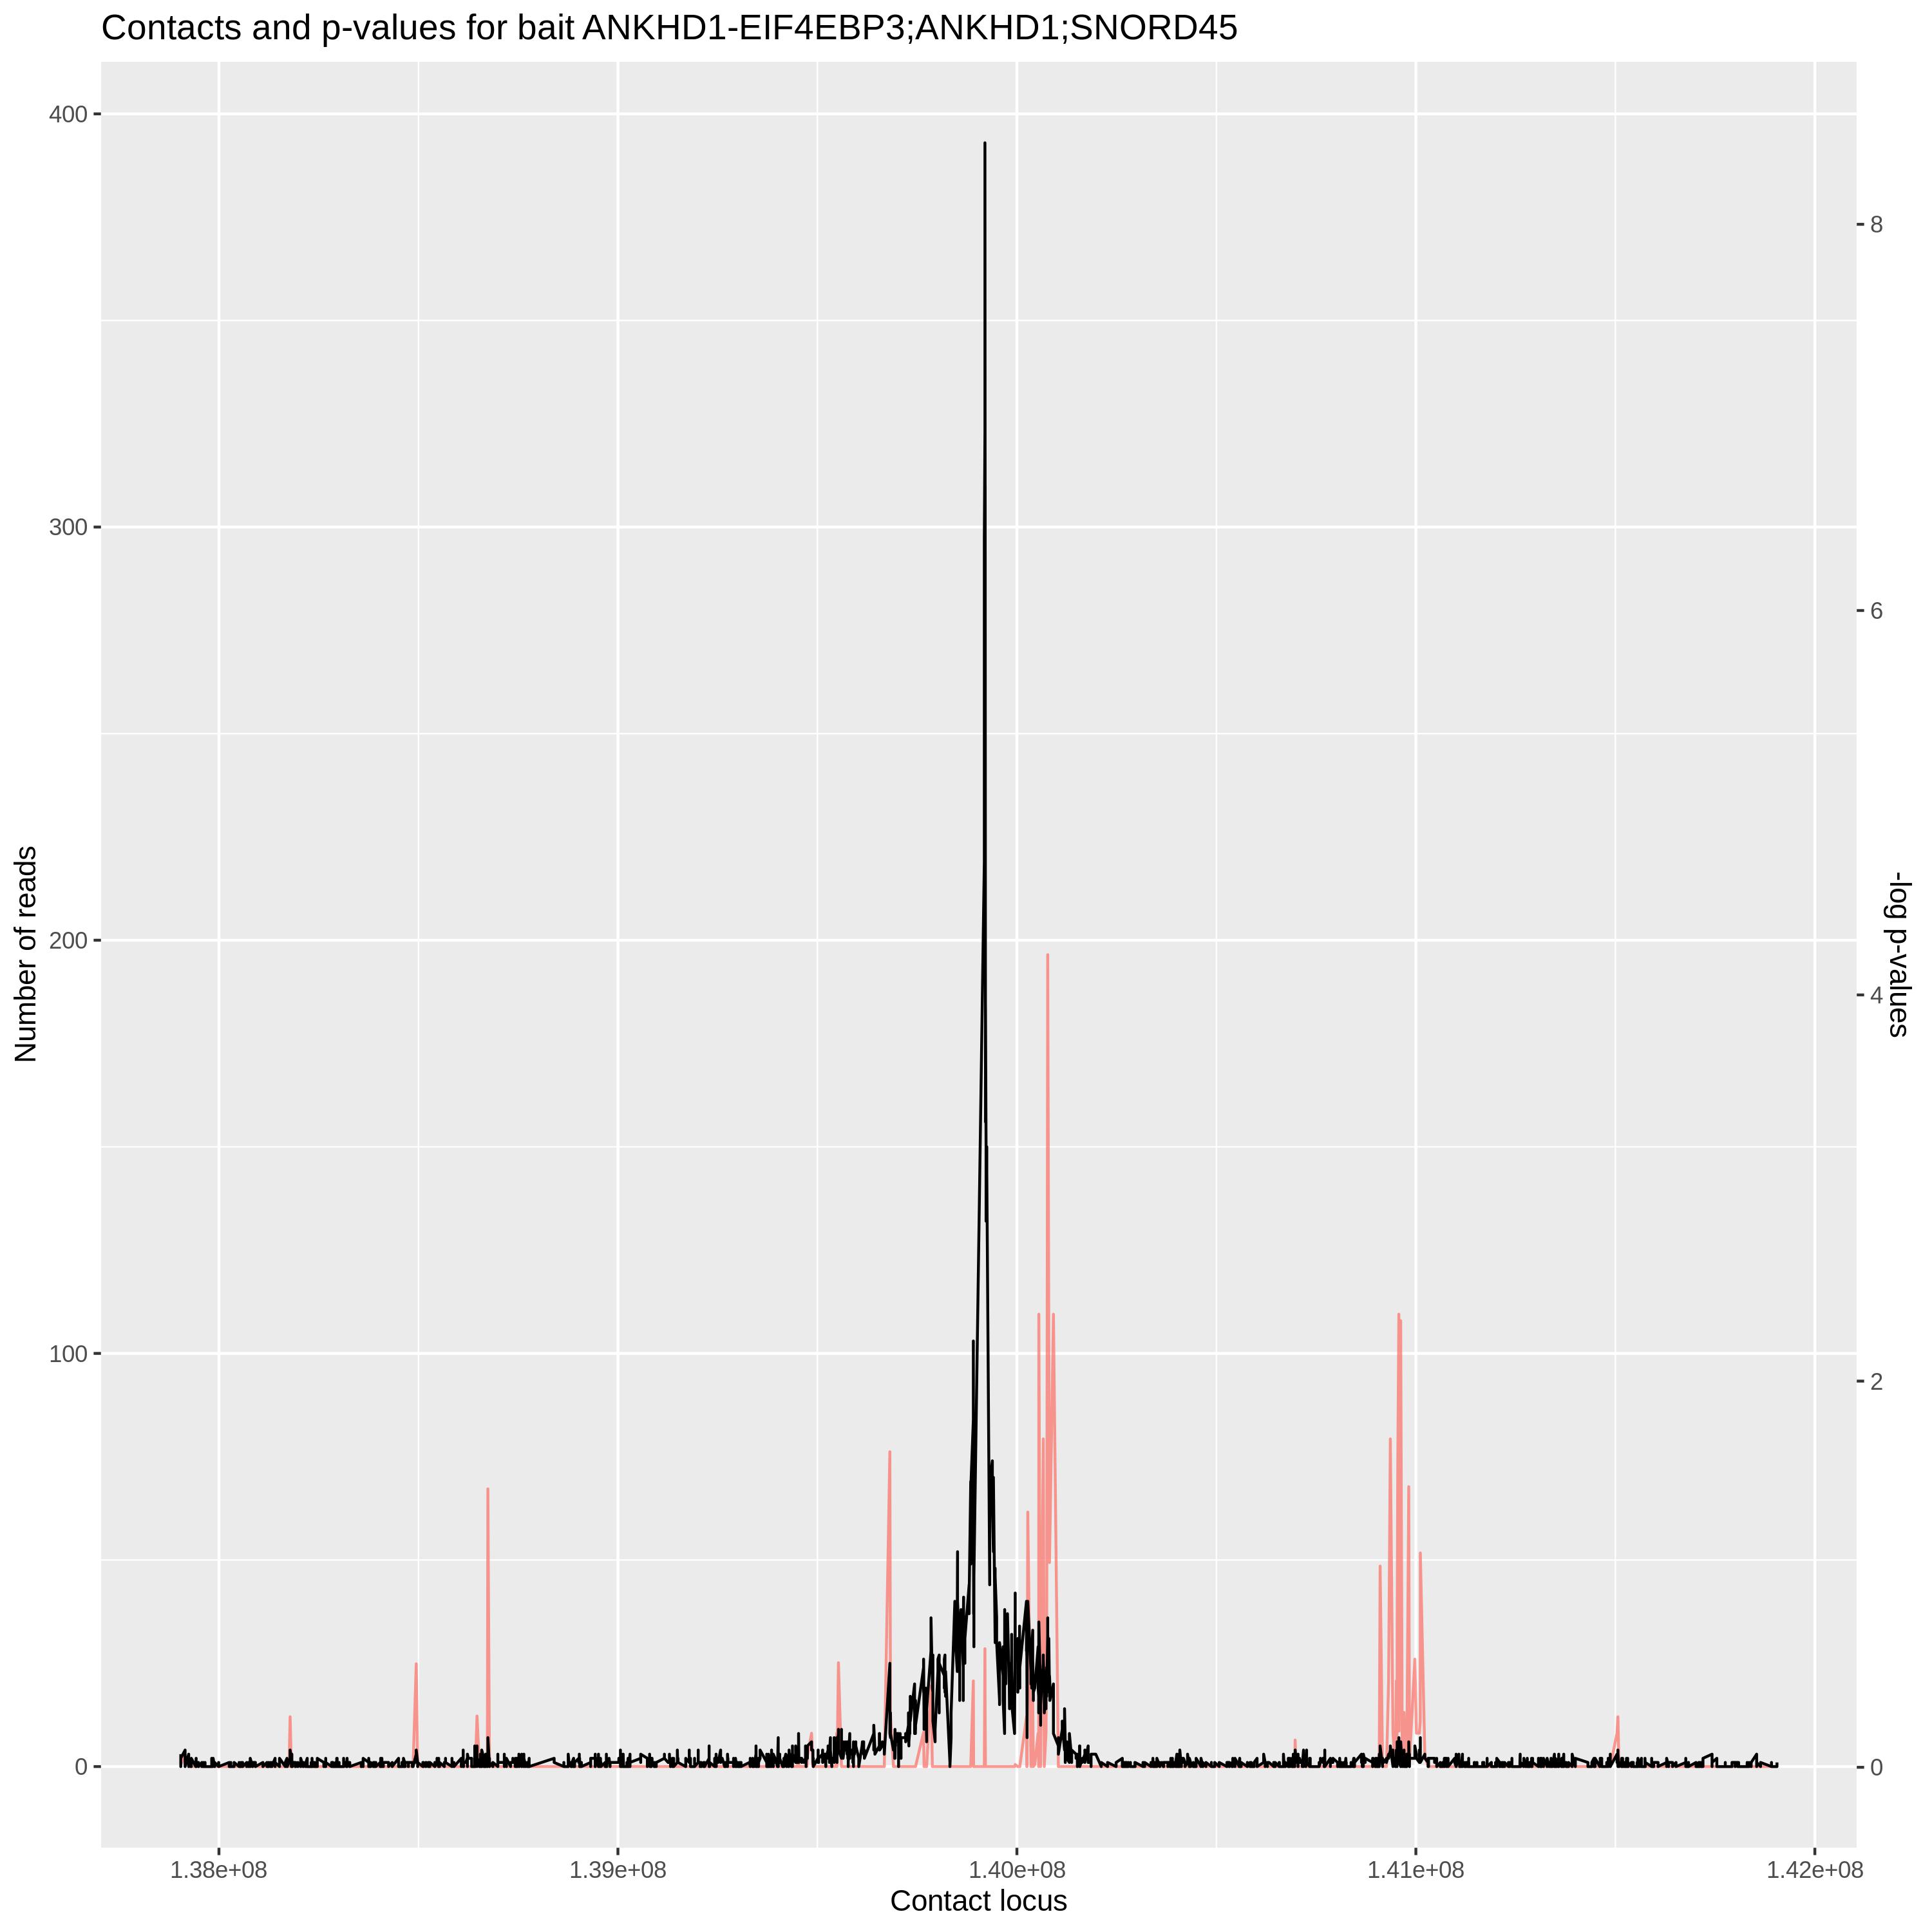 Contacts and p-values for bait ANKHD1-EIF4EBP3;ANKHD1;SNORD45
400
300
200
100
0
Number of reads
8
6
4
2
0
-log p-values
1.38e+08 1.39e+08 1.40e+08 1.41e+08 1.42e+08
Contact locus